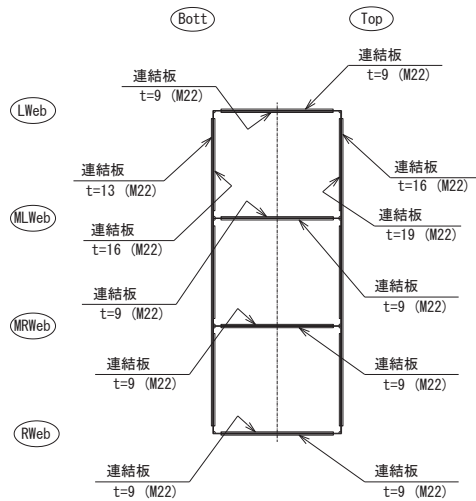 Bott
Top
連結板
t=9 (M22)
連結板
t=9 (M22)
LWeb
連結板
t=13 (M22)
連結板
t=16 (M22)
MLWeb
連結板
t=16 (M22)
連結板
t=19 (M22)
連結板
t=9 (M22)
連結板
t=9 (M22)
MRWeb
連結板
t=9 (M22)
連結板
t=9 (M22)
RWeb
連結板
t=9 (M22)
連結板
t=9 (M22)